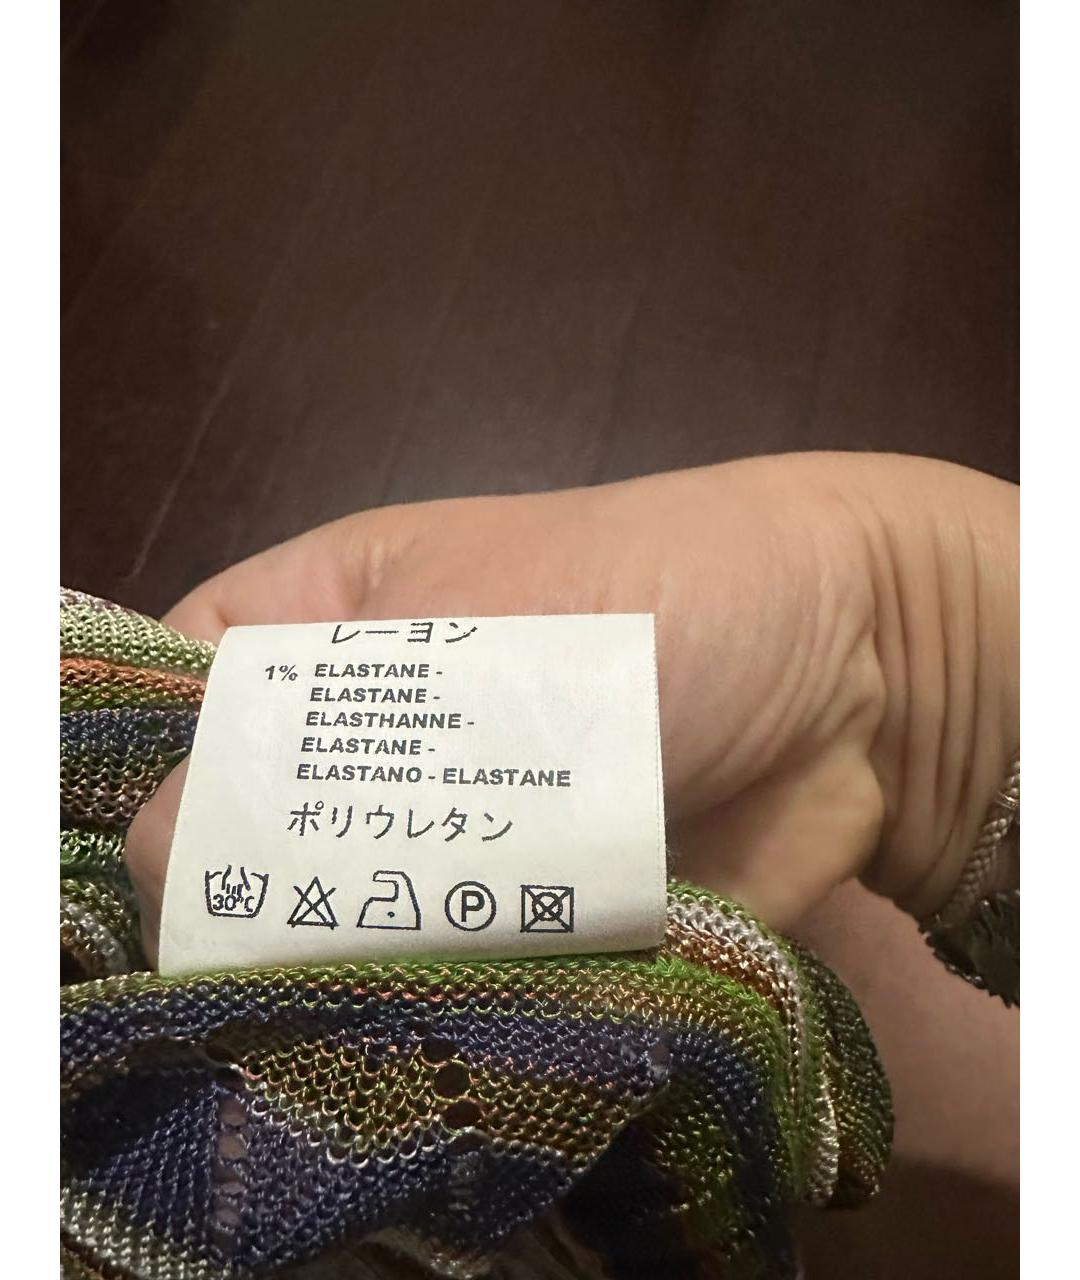 レーヨン
1% ELASTANE -
ELASTANE -
ELASTHANNE -
ELASTANE -
ELASTANO - ELASTANE
ポリウレタン
30°C P